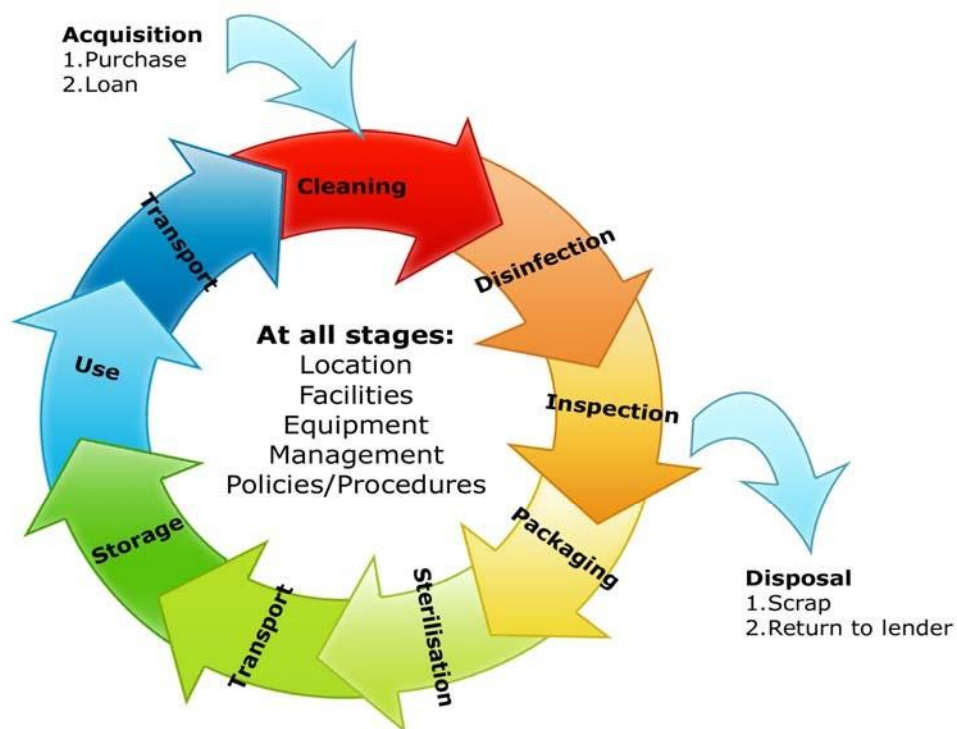 Acquisition
1.Purchase
2.Loan
Cleaning
Disinfection
Inspection
Packaging
Sterilisation
Transport
Storage
Use
Transport
At all stages:
Location
Facilities
Equipment
Management
Policies/Procedures
Disposal
1.Scrap
2.Return to lender